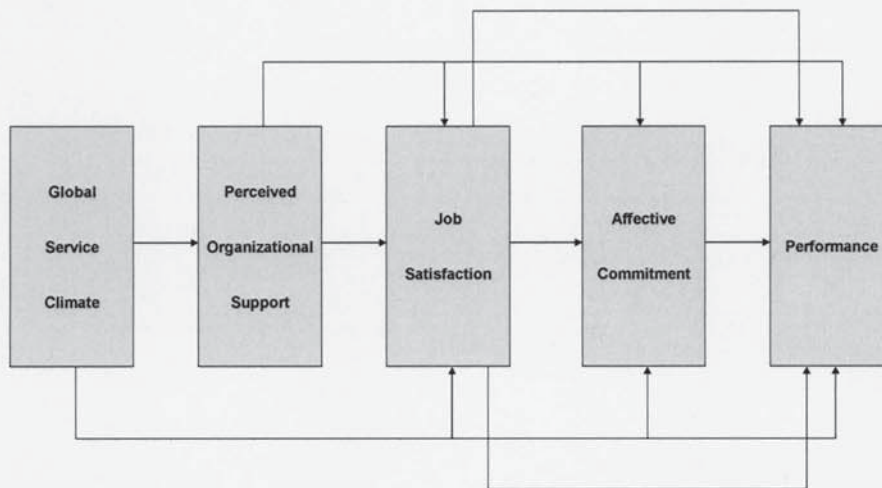 Global
Service
Climate
Perceived
Organizational
Support
Job
Satisfaction
Affective
Commitment
Performance